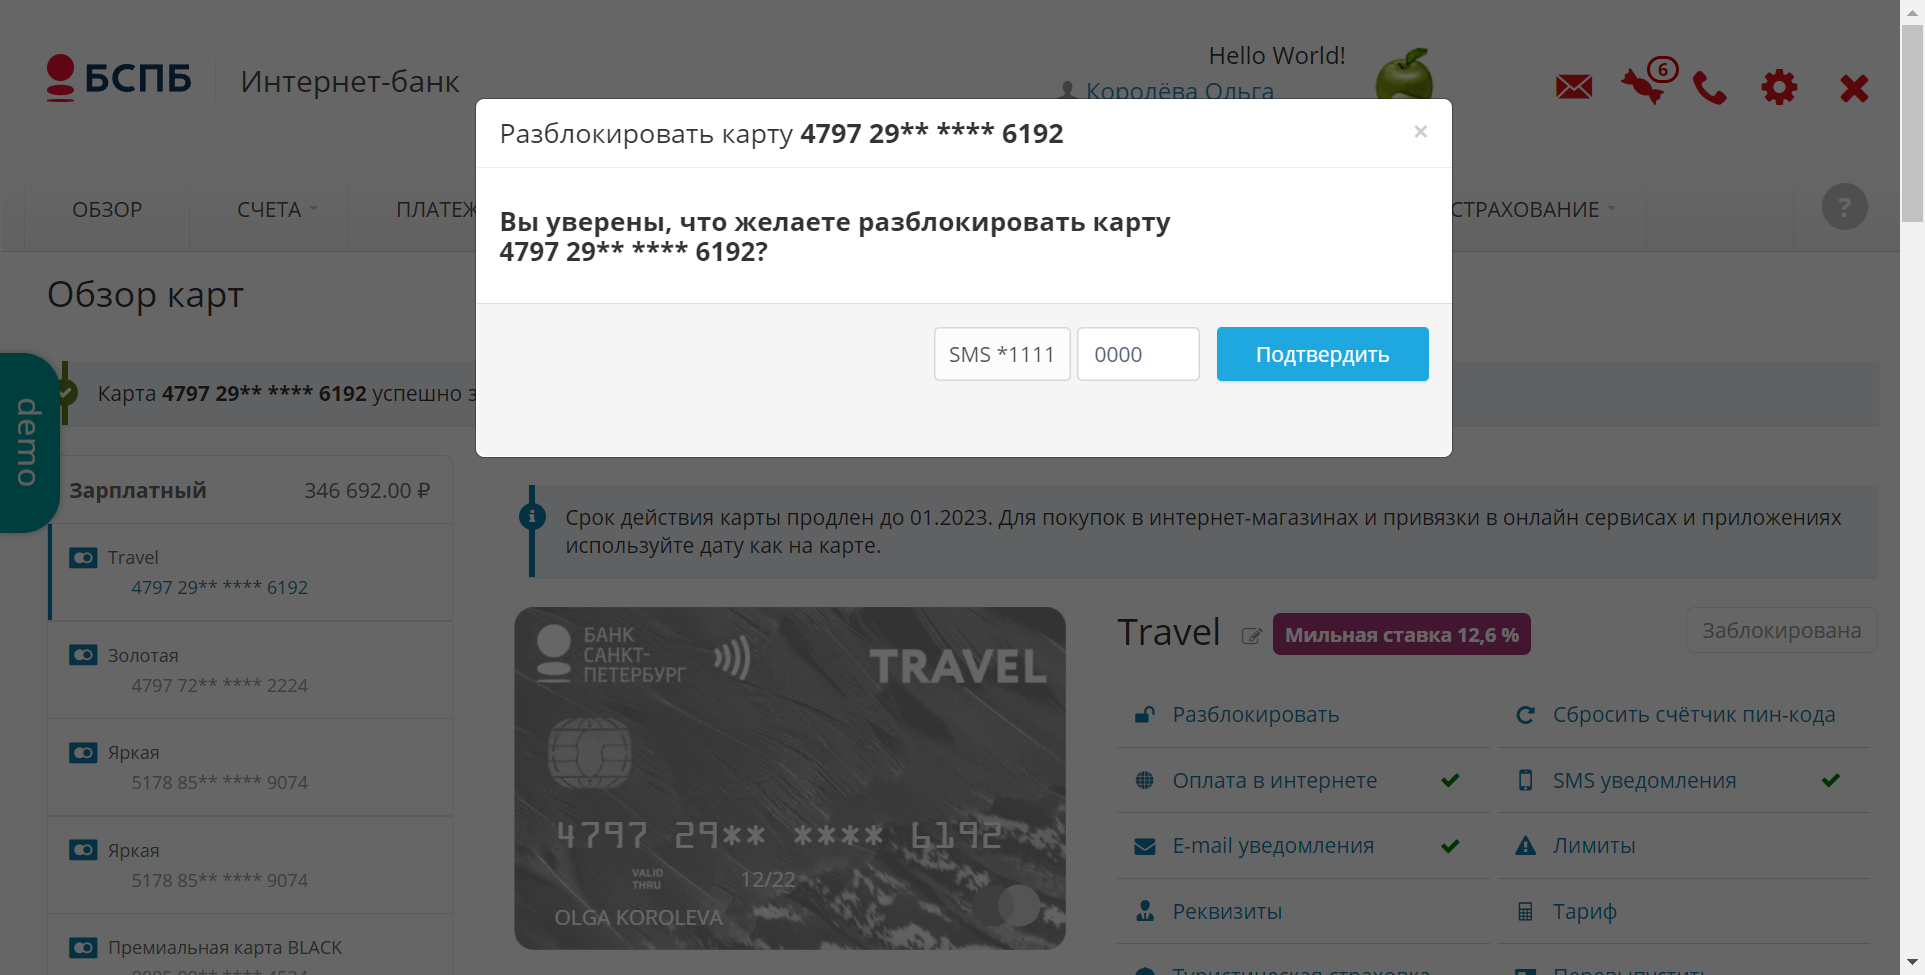 БСПБ
Интернет-банк
Hello World!
Королёва Ольга
6
Разблокировать карту 4797 29** **** 6192
×
ОБЗОР
СЧЕТА
ПЛАТЕЖ
СТРАХОВАНИЕ
?
Вы уверены, что желаете разблокировать карту
4797 29** **** 6192?
SMS *1111
0000
Подтвердить
Обзор карт
Карта 4797 29** **** 6192 успешно з
demo
Зарплатный
346 692.00 ₽
Срок действия карты продлен до 01.2023. Для покупок в интернет-магазинах и привязки в онлайн сервисах и приложениях
используйте дату как на карте.
Travel
4797 29** **** 6192
Золотая
4797 72** **** 2224
Яркая
5178 85** **** 9074
Яркая
5178 85** **** 9074
Премиальная карта BLACK
БАНК
САНКТ-
ПЕТЕРБУРГ
TRAVEL
4797 29** **** 6192
VALID
THRU
12/22
OLGA KOROLEVA
Travel
Мильная ставка 12,6 %
Заблокирована
Разблокировать
Сбросить счётчик пин-кода
Оплата в интернете
SMS уведомления
E-mail уведомления
Лимиты
Реквизиты
Тариф
Туристическая страховка
Перевыпустить